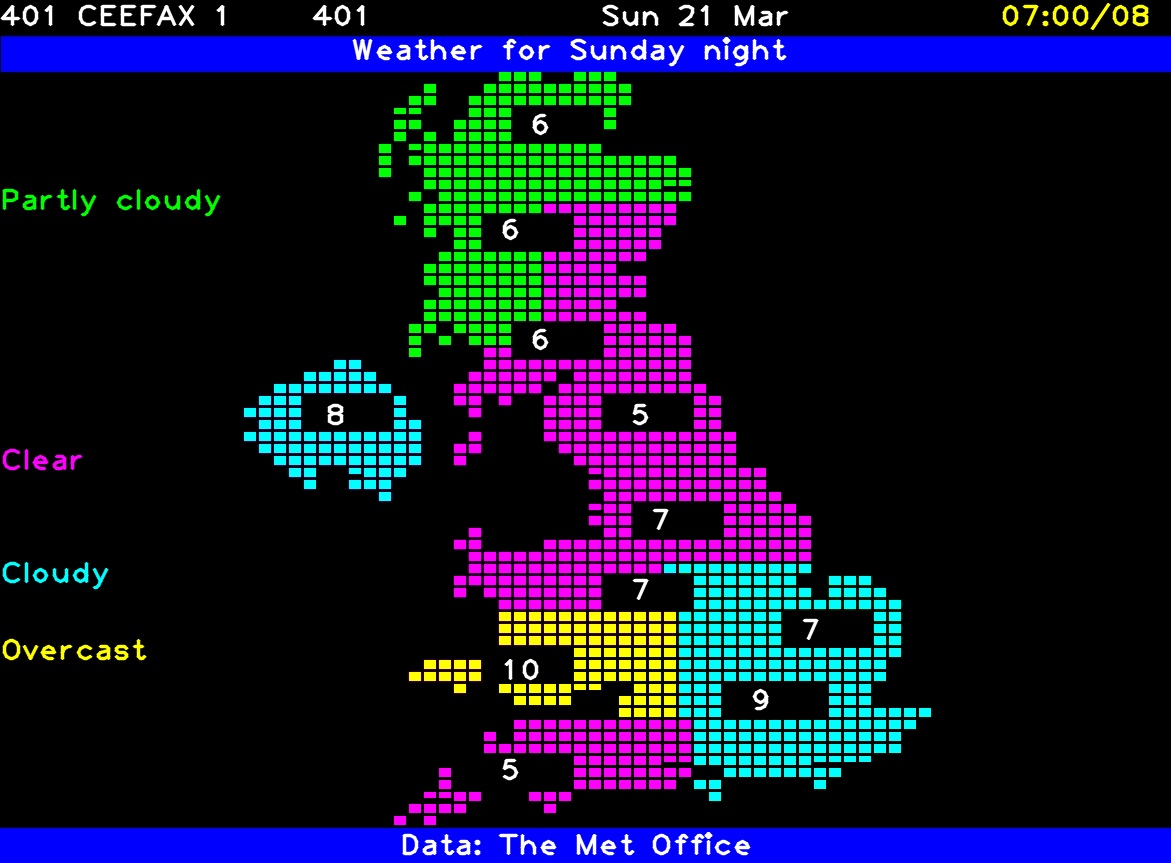 401 CEEFAX 1 401 Sun 21 Mar 07:00/08
Weather for Sunday night
6
Partly cloudy
6
6
8 5
Clear
7
Cloudy
7
7
Overcast
10
9
5
Data: The Met Office